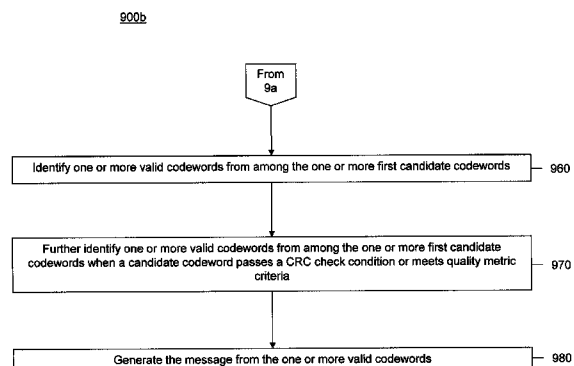 900b
From
9a
Identify one or more valid codewords from among the one or more first candidate codewords
960
Further identify one or more valid codewords from among the one or more first candidate
codewords when a candidate codeword passes a CRC check condition or meets quality metric
criteria
970
Generate the message from the one or more valid codewords
980